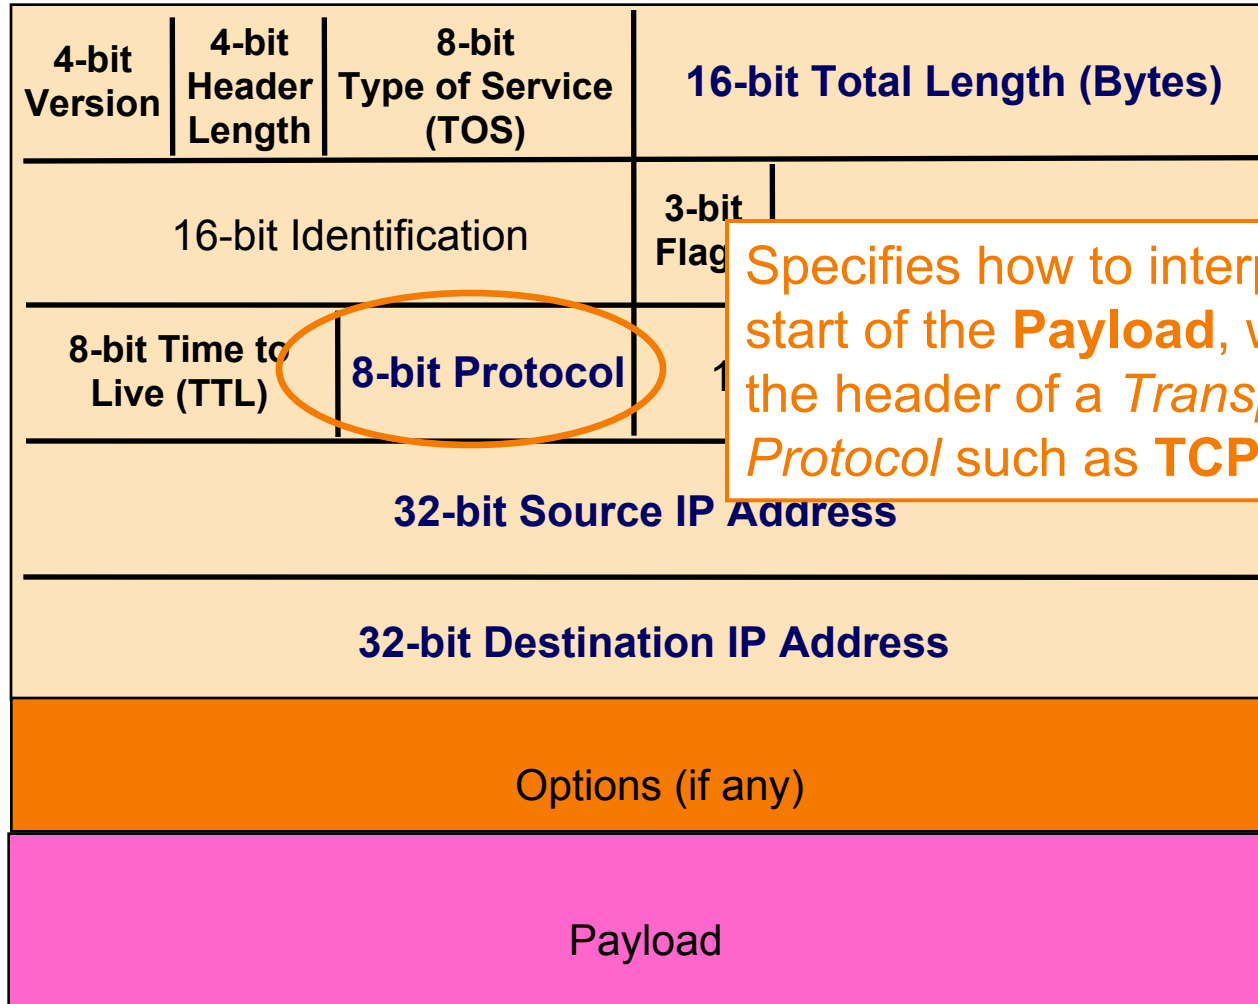 4-bit
Version
4-bit
Header
Length
8-bit
Type of Service
(TOS)
16-bit Total Length (Bytes)
16-bit Identification
3-bit
Flag
Specifies how to inter
start of the Payload,
the header of a
Protocol such as TCP
8-bit Time to
Live (TTL)
8-bit Protocol
1
32-bit Source IP Address
32-bit Destination IP Address
Options (if any)
Payload